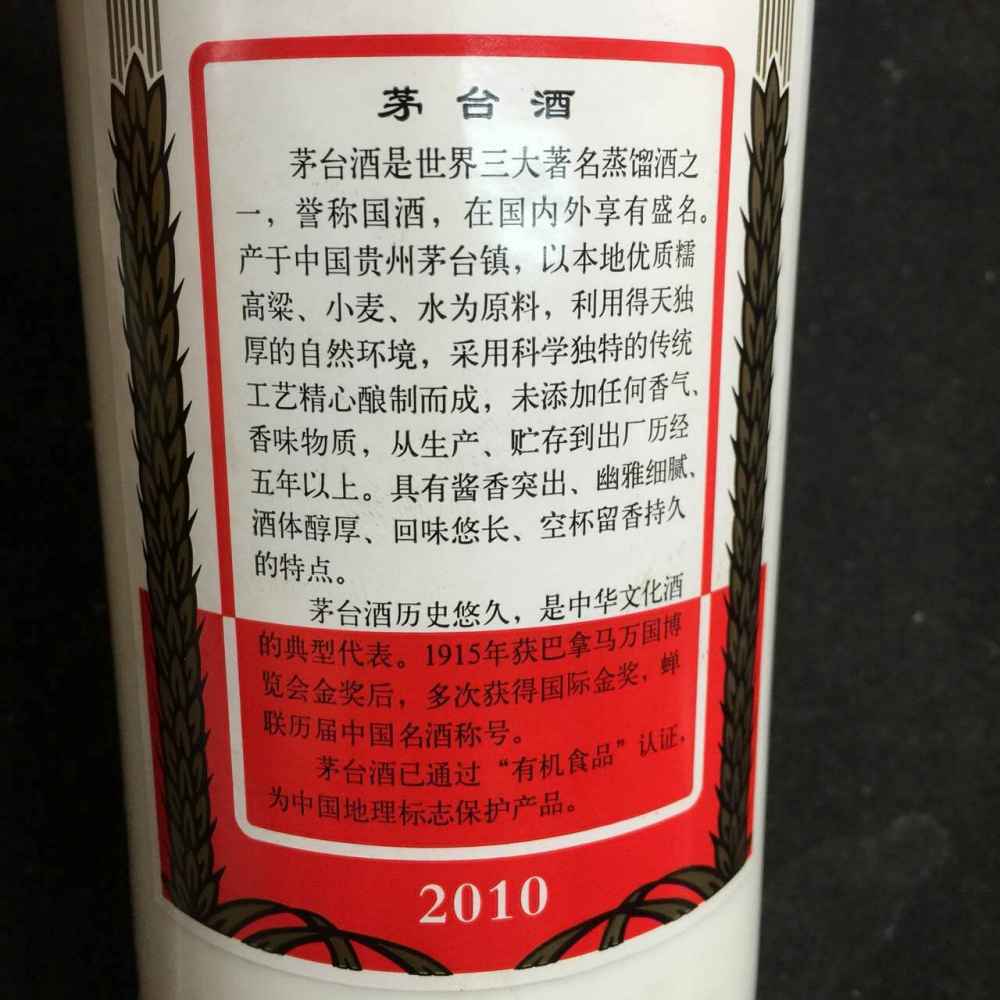 茅台酒
茅台酒是世界三大著名蒸馏酒之
一，誉称国酒，在国内外享有盛名。
产于中国贵州茅台镇，以本地优质糯
高粱、小麦、水为原料，利用得天独
厚的自然环境，采用科学独特的传统
工艺精心酿制而成，未添加任何香气、
香味物质，从生产、贮存到出厂历经
五年以上。具有酱香突出、幽雅细腻、
酒体醇厚、回味悠长、空杯留香持久
的特点。
茅台酒历史悠久，是中华文化酒
的典型代表。1915年获巴拿马万国博
览会金奖后，多次获得国际金奖，蝉
联历届中国名酒称号。
茅台酒已通过“有机食品”认证，
为中国地理标志保护产品。
2010